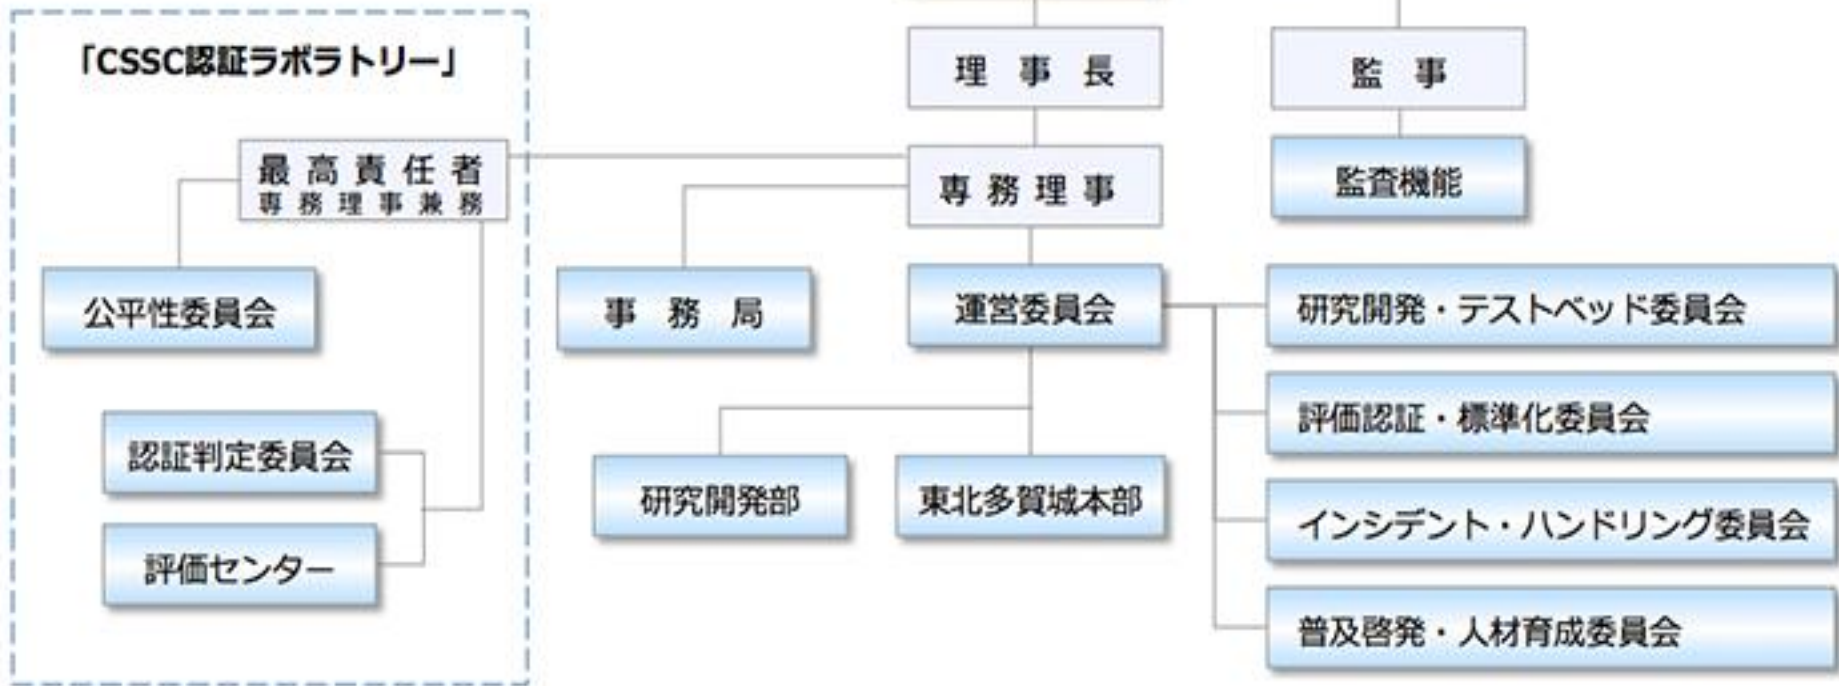 「CSSC認証ラボラトリー」
理事長
監事
最高責任者
専務理事兼務
専務理事
監査機能
公平性委員会
事務局
運営委員会
研究開発・テストベッド委員会
評価認証・標準化委員会
認証判定委員会
研究開発部
東北多賀城本部
インシデント・ハンドリング委員会
評価センター
普及啓発・人材育成委員会